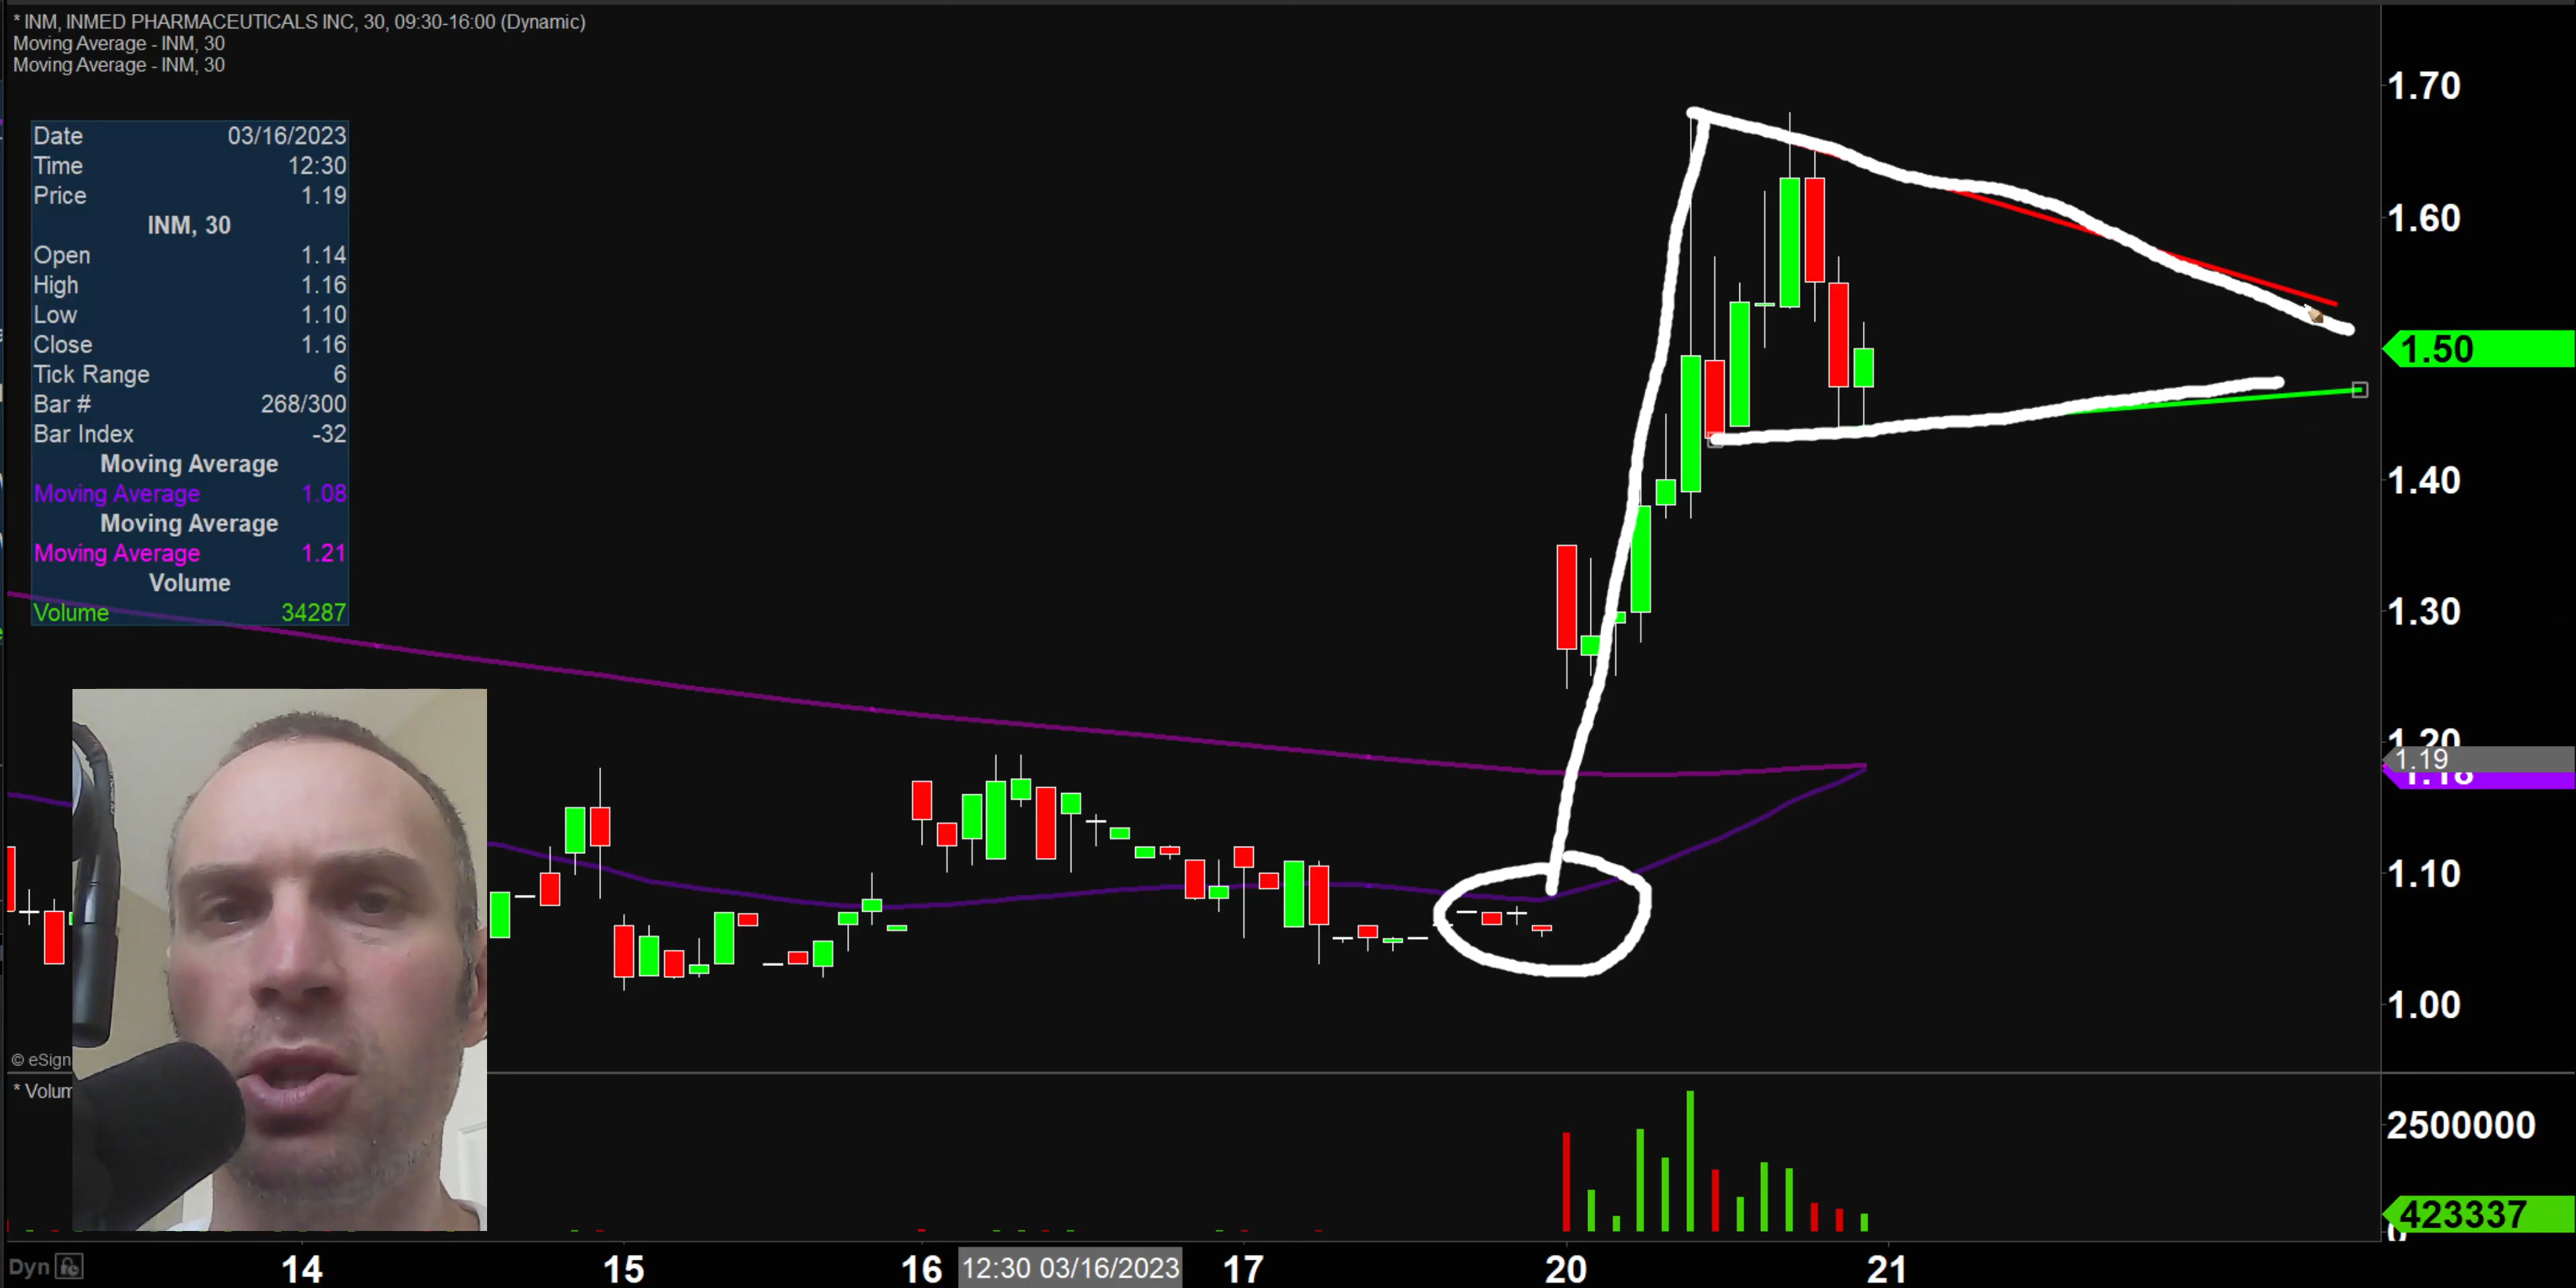 * INM, INMED PHARMACEUTICALS INC, 30, 09:30-16:00 (Dynamic)
Moving Average - INM, 30
Moving Average - INM, 30
Date 03/16/2023
Time 12:30
Price 1.19
INM, 30
Open 1.14
High 1.16
Low 1.10
Close 1.16
Tick Range 6
Bar # 268/300
Bar Index -32
Moving Average
Moving Average 1.08
Moving Average
Moving Average 1.21
Volume
Volume 34287
1.70
1.60
1.50
1.40
1.30
1.20
1.19
1.18
1.10
1.00
© eSign
* Volum
2500000
423337
0
Dyn
14 15 16 12:30 03/16/2023 17 20 21